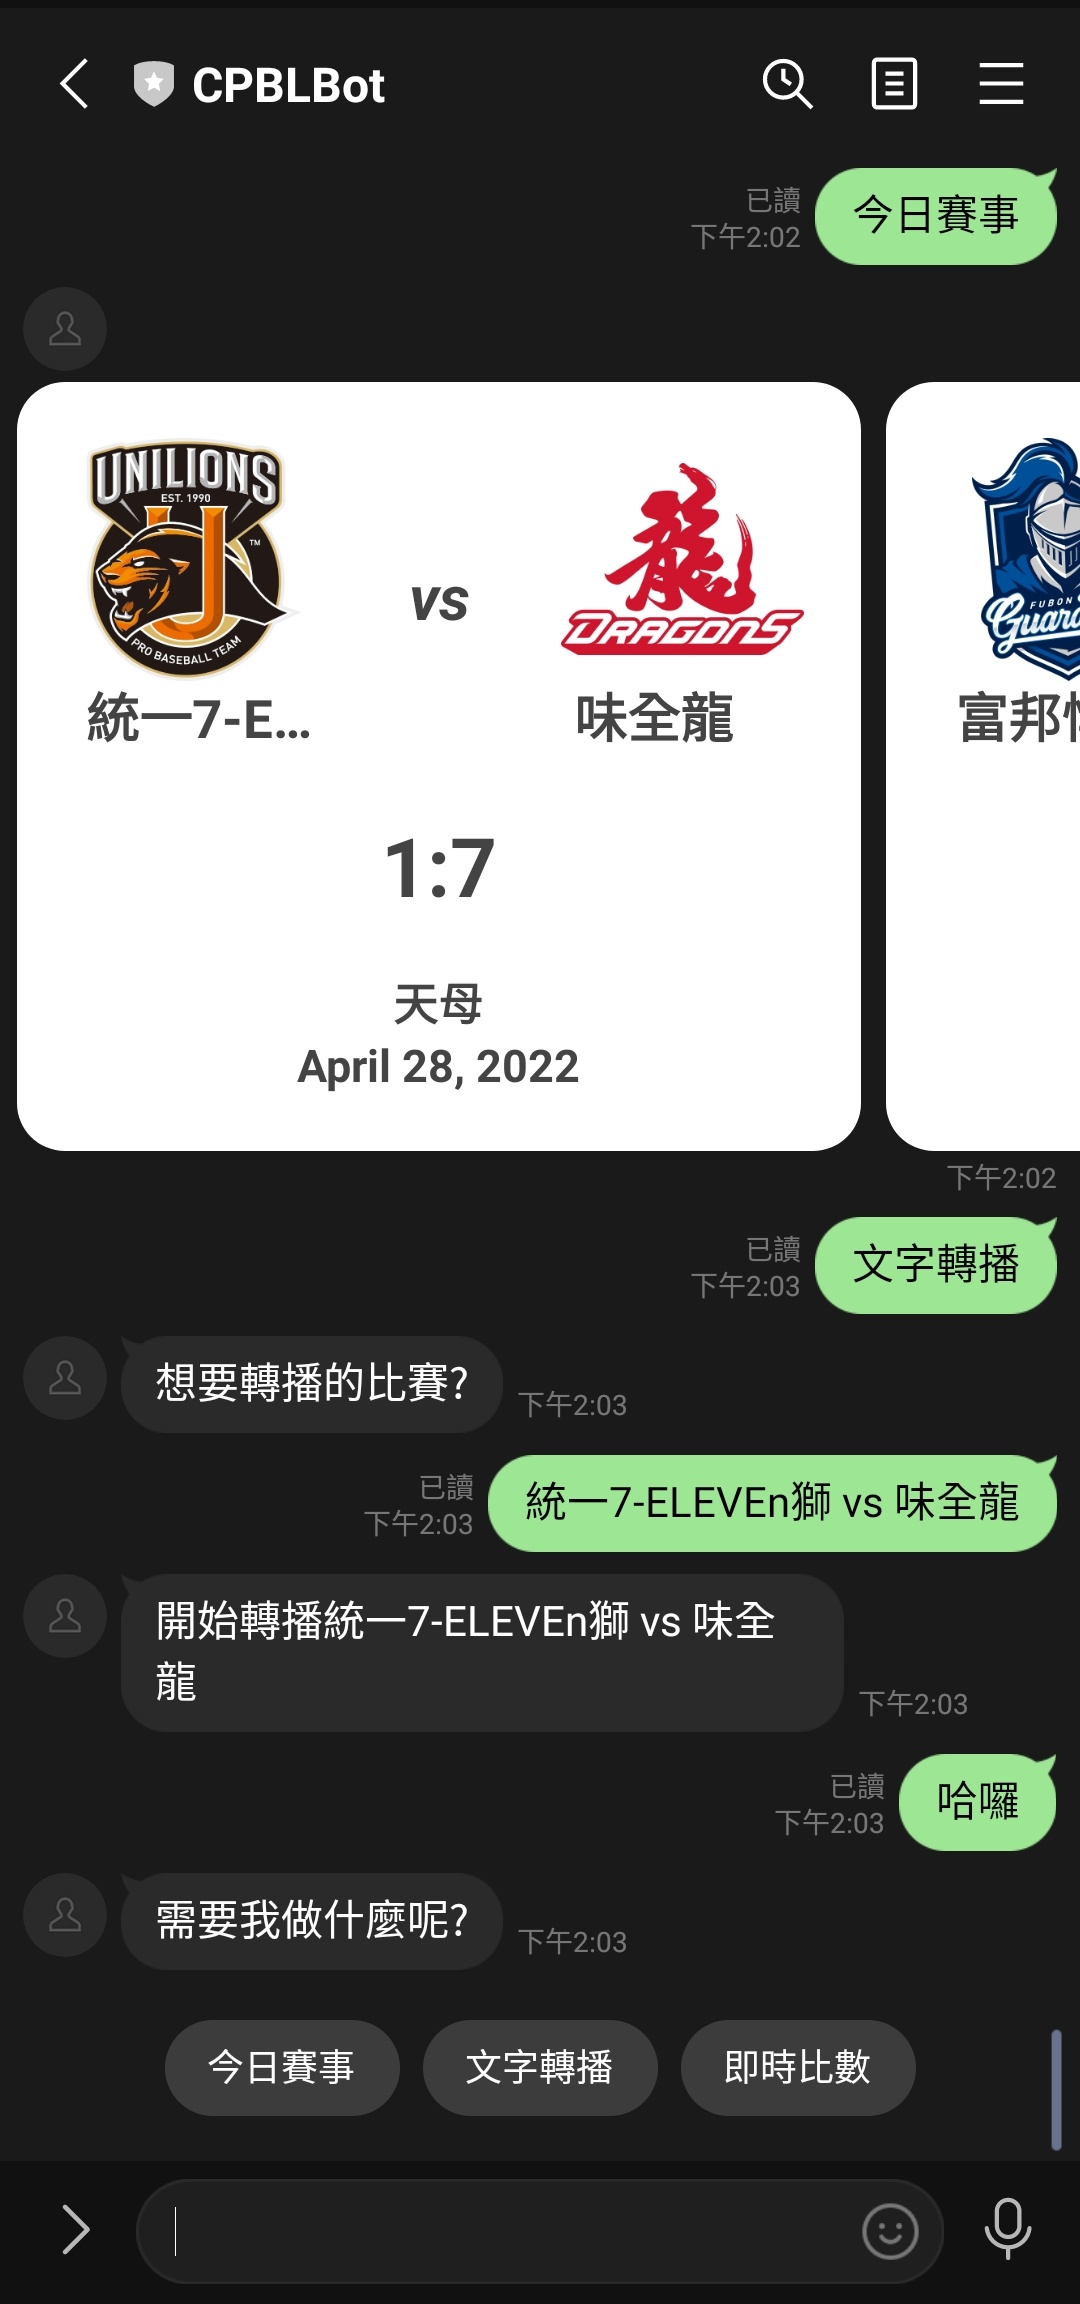 CPBLBot
今日賽事
已讀
下午2:02
UNILIONS
EST. 1990
TM
U
PRO BASEBALL TEAM
vs
龍
DRAGONS
FUBON
統一7-E...
味全龍
富邦
1:7
天母
April 28, 2022
下午2:02
文字轉播
已讀
下午2:03
想要轉播的比賽?
下午2:03
統一7-ELEVEn獅 vs 味全龍
已讀
下午2:03
開始轉播統一7-ELEVEn獅 vs 味全
龍
下午2:03
哈囉
已讀
下午2:03
需要我做什麼呢?
下午2:03
今日賽事
文字轉播
即時比數